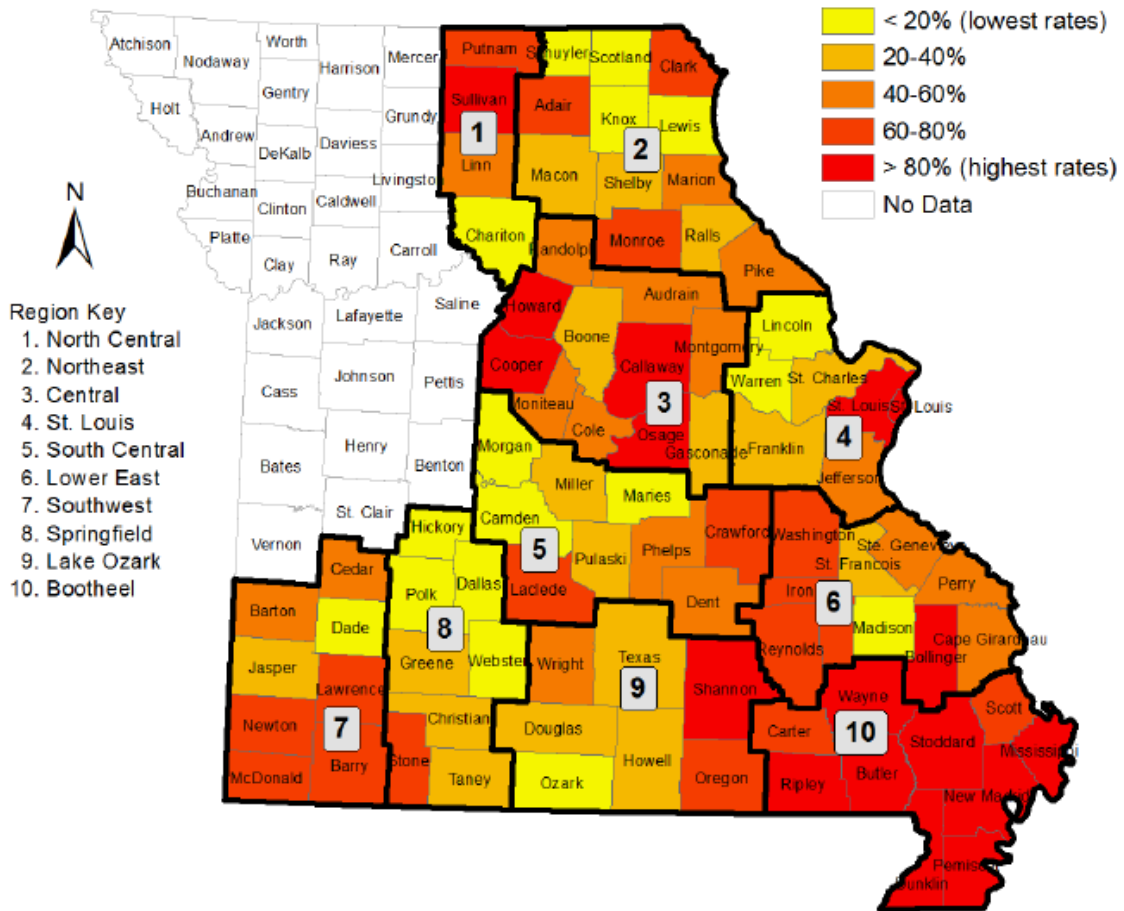 < 20% (lowest rates)
20-40%
40-60%
60-80%
> 80% (highest rates)
No Data
N
Region Key
1. North Central
2. Northeast
3. Central
4. St. Louis
5. South Central
6. Lower East
7. Southwest
8. Springfield
9. Lake Ozark
10. Bootheel
Atchison
Nodaway
Worth
Harrison
Mercer
Putnam
Schuyler
Scotland
Clark
Holt
Gentry
Grundy
Sullivan
Adair
Knox
Lewis
Andrew
DeKalb
Daviess
1
2
Linn
Macon
Shelby
Marion
Buchanan
Clinton
Caldwell
Livingston
Platte
Clay
Ray
Carroll
Chariton
Randolph
Monroe
Ralls
Pike
Saline
Howard
Boone
Audrain
Jackson
Lafayette
Cooper
Callaway
Montgomery
Lincoln
Cass
Johnson
Pettis
Moniteau
Cole
3
Osage
Gasconade
Warren
St. Charles
St. Louis
St. Louis
Franklin
4
Jefferson
Bates
Henry
Benton
Morgan
Miller
Maries
Vernon
St. Clair
Hickory
Camden
5
Pulaski
Phelps
Crawford
Washington
St. Francois
Ste. Genevieve
Perry
Cedar
Polk
Dallas
Laclede
Dent
Iron
6
Madison
Cape Girardeau
Bollinger
Barton
Dade
8
Jasper
Greene
Webster
Wright
Texas
9
Shannon
Reynolds
Wayne
Lawrence
Newton
7
Christian
Douglas
Howell
Carter
10
Stoddard
Scott
Mississippi
McDonald
Barry
Stone
Taney
Ozark
Oregon
Ripley
Butler
New Madrid
Pemiscot
Dunklin